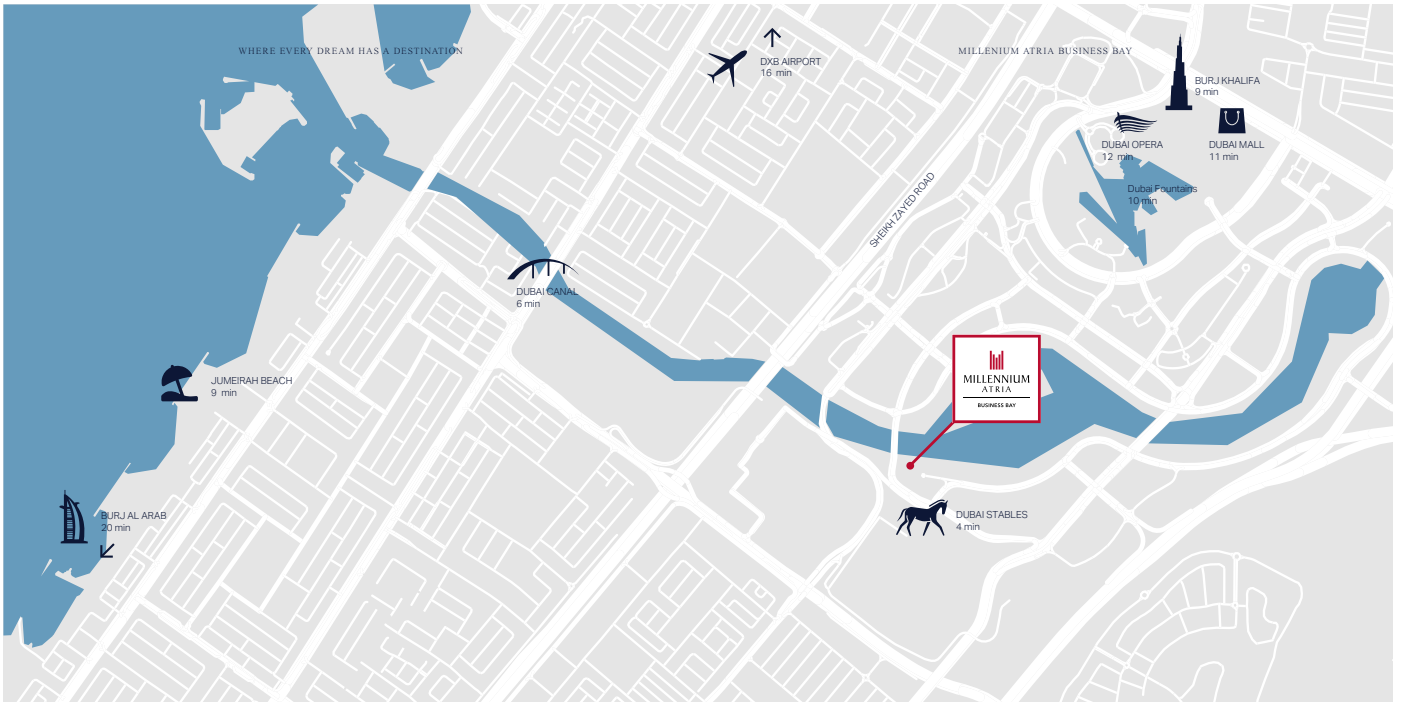 WHERE EVERY DREAM HAS A DESTINATION
MILLENIUM ATRIA BUSINESS BAY
DXB AIRPORT
16 min
BURJ KHALIFA
9 min
DUBAI OPERA
12 min
DUBAI MALL
11 min
Dubai Fountains
10 min
SHEIKH ZAYED ROAD
DUBAI CANAL
6 min
JUMEIRAH BEACH
9 min
MILLENNIUM
ATRIA
BUSINESS BAY
BURJ AL ARAB
20 min
DUBAI STABLES
4 min